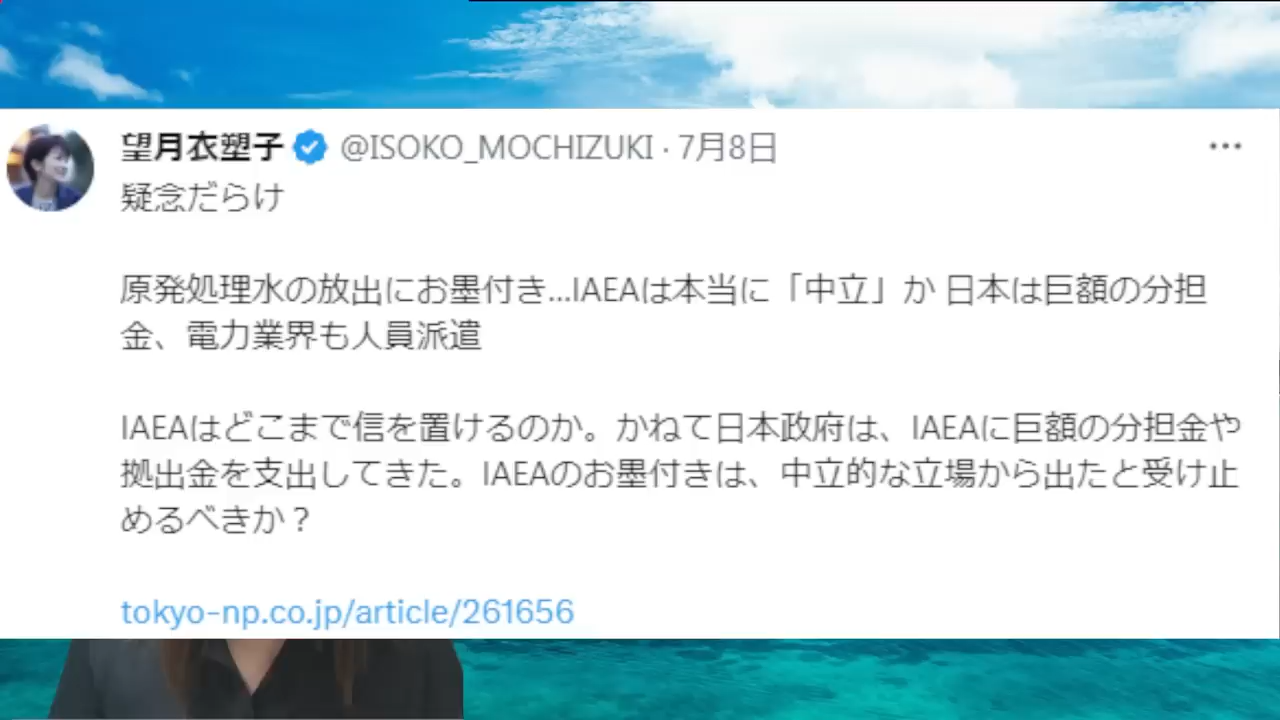 望月衣塑子 @ISOKO_MOCHIZUKI · 7月8日
疑念だらけ
原発処理水の放出にお墨付き...IAEAは本当に「中立」か 日本は巨額の分担
金、電力業界も人員派遣
IAEAはどこまで信を置けるのか。かねて日本政府は、IAEAに巨額の分担金や
拠出金を支出してきた。IAEAのお墨付きは、中立的な立場から出たと受け止
めるべきか？
tokyo-np.co.jp/article/261656